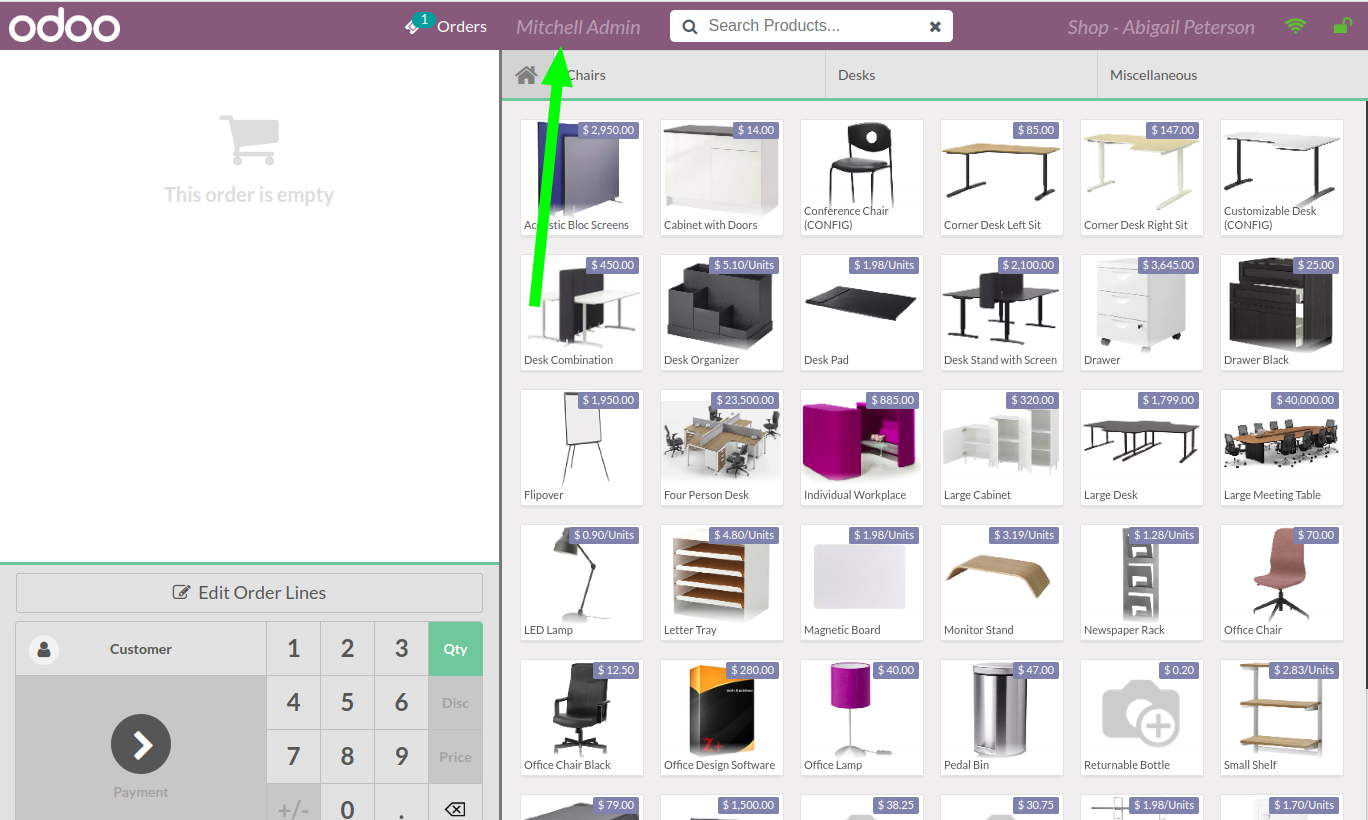 odoo
1
Orders
Mitchell Admin
Search Products...
Shop - Abigail Peterson
Chairs
Desks
Miscellaneous
This order is empty
$ 2,950.00
Acoustic Bloc Screens
$ 14.00
Cabinet with Doors
Conference Chair
(CONFIG)
$ 85.00
Corner Desk Left Sit
$ 147.00
Corner Desk Right Sit
Customizable Desk
(CONFIG)
$ 450.00
Desk Combination
$ 5.10/Units
Desk Organizer
$ 1.98/Units
Desk Pad
$ 2,100.00
Desk Stand with Screen
$ 3,645.00
Drawer
$ 25.00
Drawer Black
$ 1,950.00
Flipover
$ 23,500.00
Four Person Desk
$ 885.00
Individual Workplace
$ 320.00
Large Cabinet
$ 1,799.00
Large Desk
$ 40,000.00
Large Meeting Table
$ 0.90/Units
LED Lamp
$ 4.80/Units
Letter Tray
$ 1.98/Units
Magnetic Board
$ 3.19/Units
Monitor Stand
$ 1.28/Units
Newspaper Rack
$ 70.00
Office Chair
$ 12.50
Office Chair Black
$ 280.00
Z+
Office Design Software
$ 40.00
Office Lamp
$ 47.00
Pedal Bin
$ 0.20
Returnable Bottle
$ 2.83/Units
Small Shelf
$ 79.00
$ 1,500.00
$ 38.25
$ 30.75
$ 1.98/Units
$ 1.70/Units
Edit Order Lines
Customer
1 2 3 Qty
4 5 6 Disc
7 8 9 Price
Payment
+/- 0 .